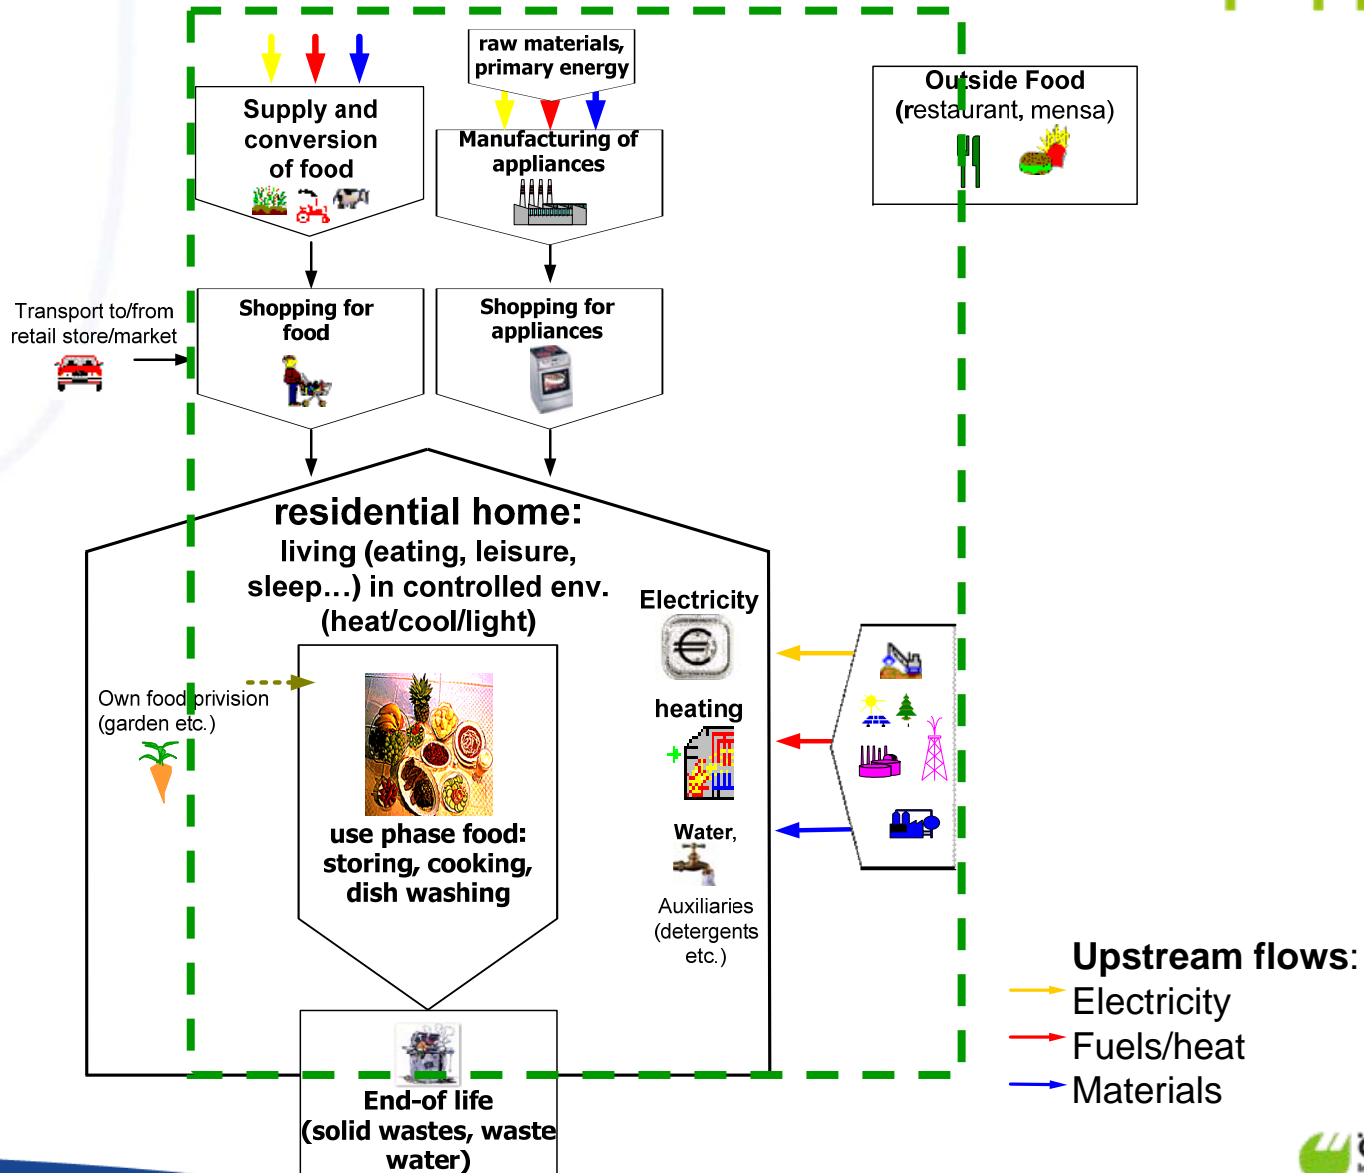 raw materials,
primary energy
Supply and
conversion
of food
Manufacturing of
appliances
Outside Food
(restaurant, mensa)
Transport to/from
retail store/market
Shopping for
food
Shopping for
appliances
residential home:
living (eating, leisure,
sleep...) in controlled env.
(heat/cool/light)
Electricity
heating
Water,
Auxiliaries
(detergents
etc.)
Own food privision
(garden etc.)
use phase food:
storing, cooking,
dish washing
End-of life
(solid wastes, waste
water)
Upstream flows:
Electricity
Fuels/heat
Materials